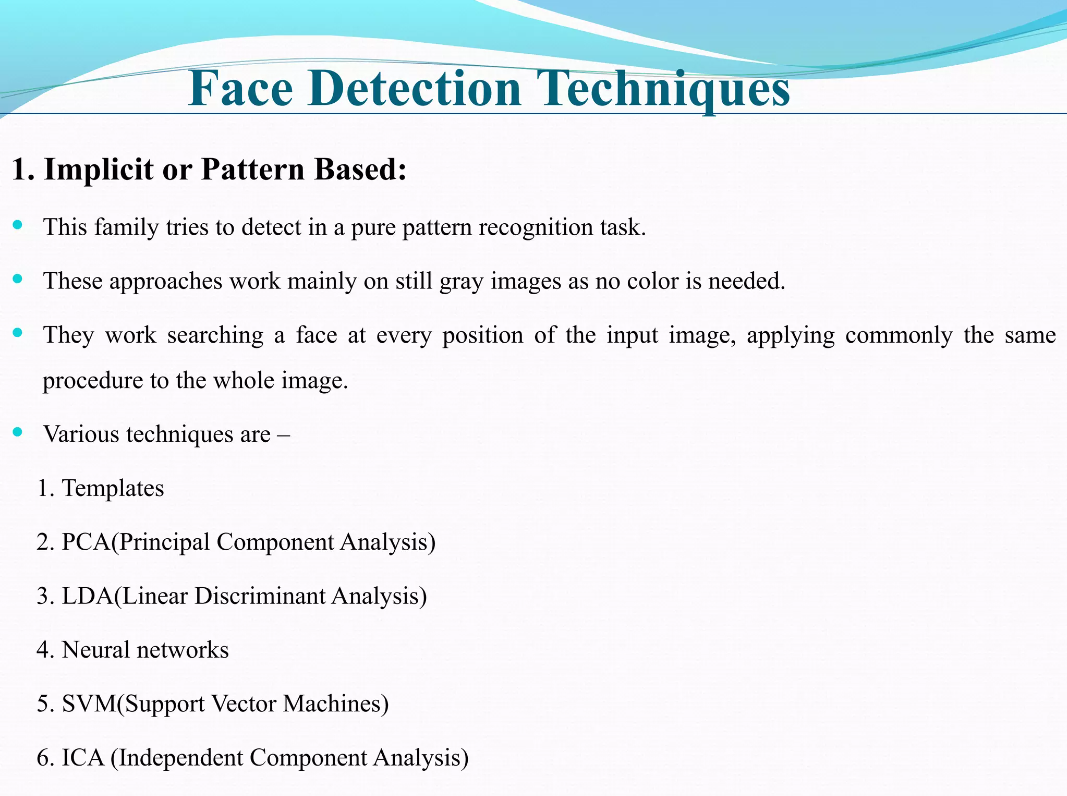 Face Detection Techniques
1. Implicit or Pattern Based:
• This family tries to detect in a pure pattern recognition task.
• These approaches work mainly on still gray images as no color is needed.
• They work searching a face at every position of the input image, applying commonly the same
procedure to the whole image.
• Various techniques are –
1. Templates
2. PCA(Principal Component Analysis)
3. LDA(Linear Discriminant Analysis)
4. Neural networks
5. SVM(Support Vector Machines)
6. ICA (Independent Component Analysis)